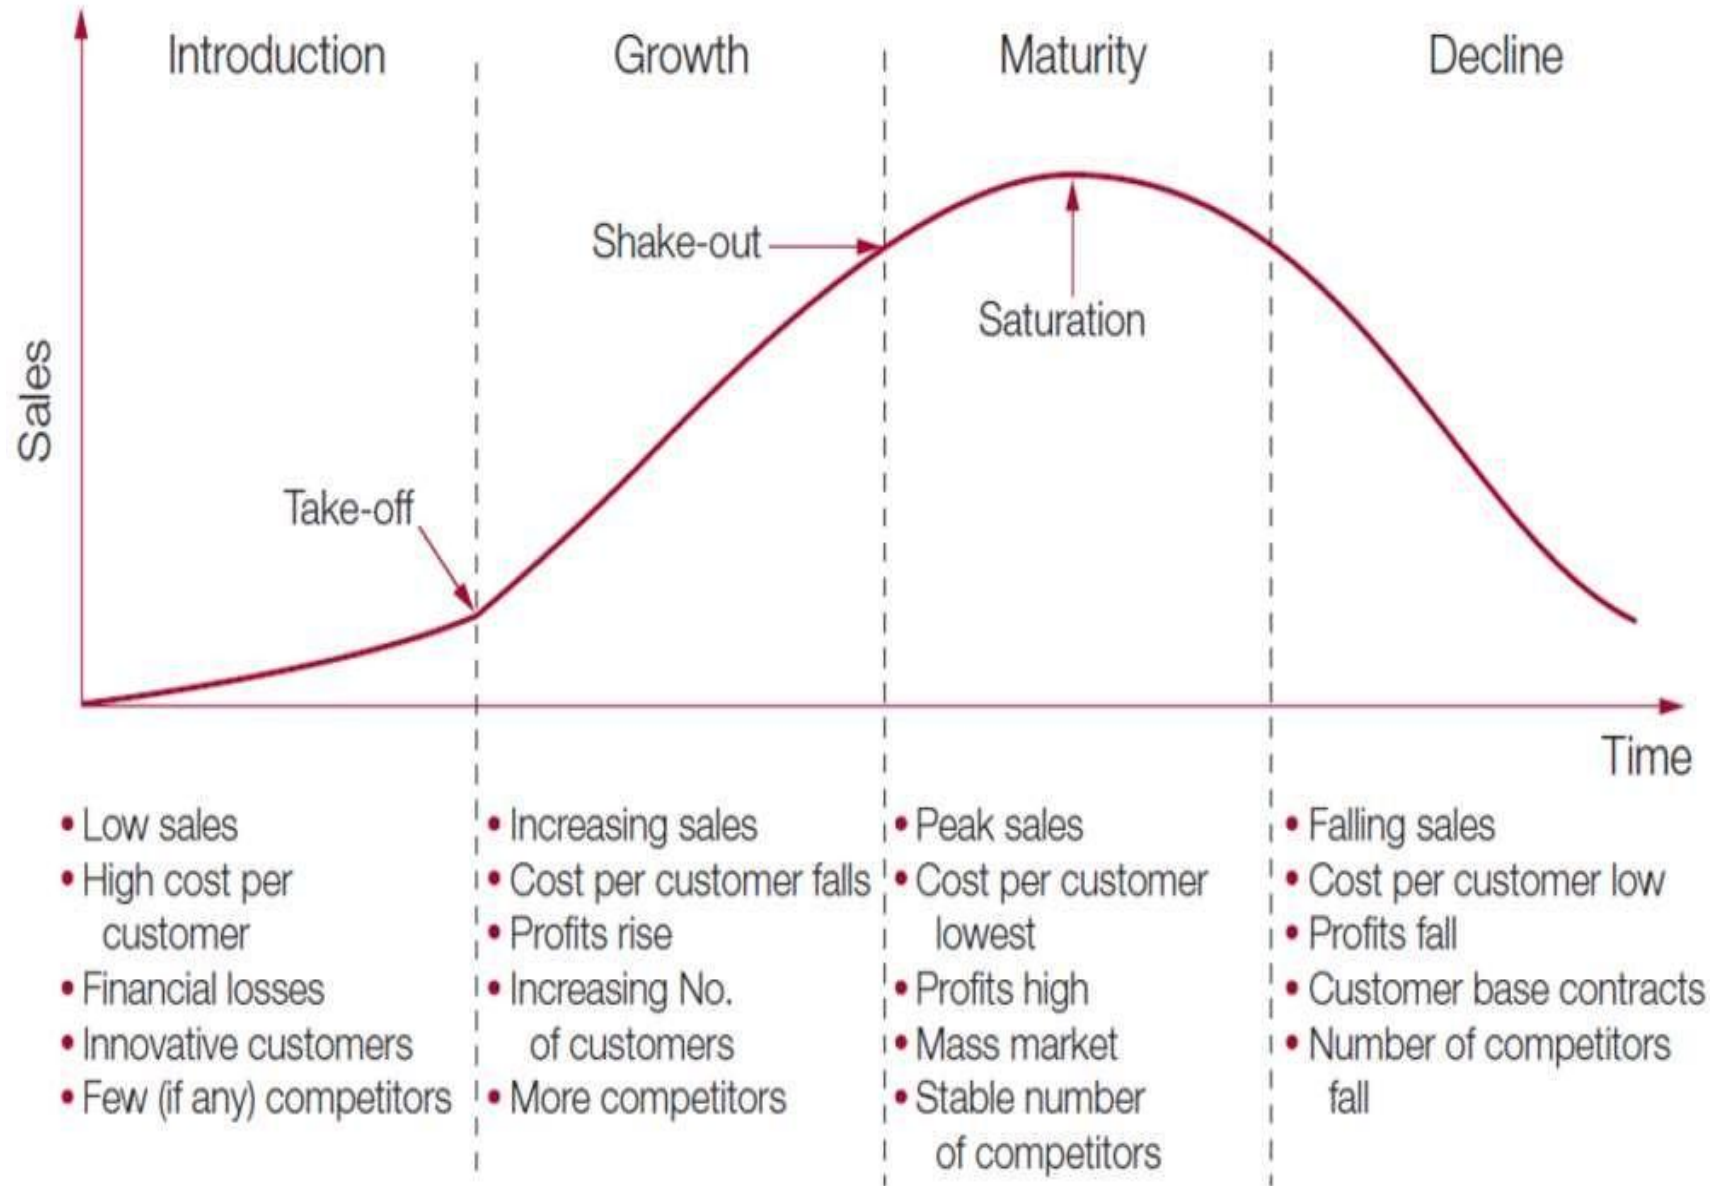 Introduction
Growth
Maturity
Decline
Shake-out
Saturation
Sales
Take-off
Time
• Low sales
• High cost per
customer
• Financial losses
• Innovative customers
• Few (if any) competitors
• Increasing sales
• Cost per customer falls
• Profits rise
• Increasing No.
of customers
• More competitors
• Peak sales
• Cost per customer
lowest
• Profits high
• Mass market
• Stable number
of competitors
• Falling sales
• Cost per customer low
• Profits fall
• Customer base contracts
• Number of competitors
fall